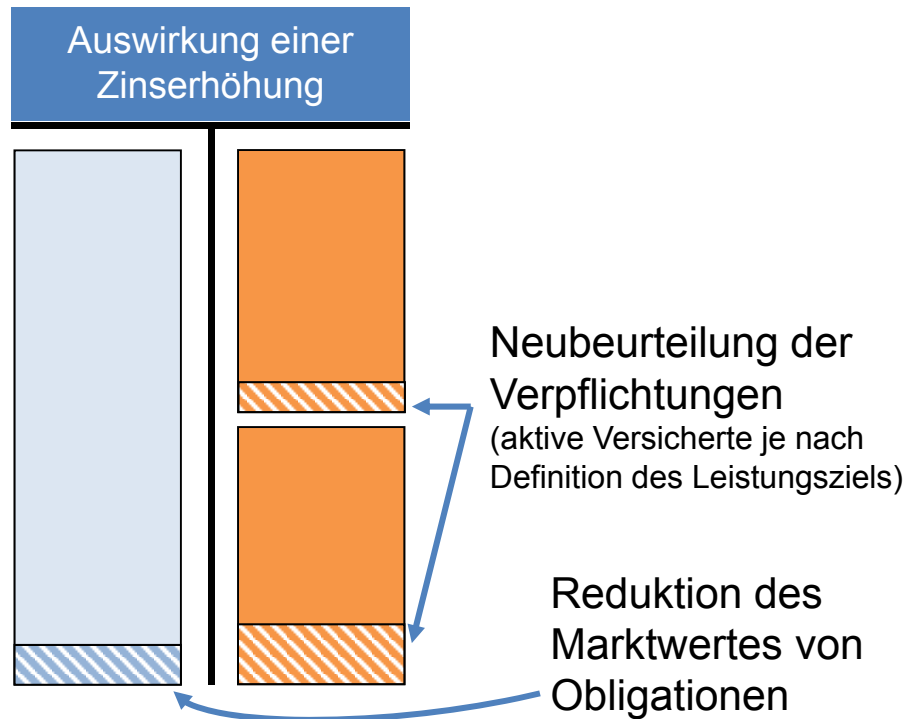 Auswirkung einer
Zinserhöhung
Neubeurteilung der
Verpflichtungen
(aktive Versicherte je nach
Definition des Leistungsziels)
Reduktion des
Marktwertes von
Obligationen